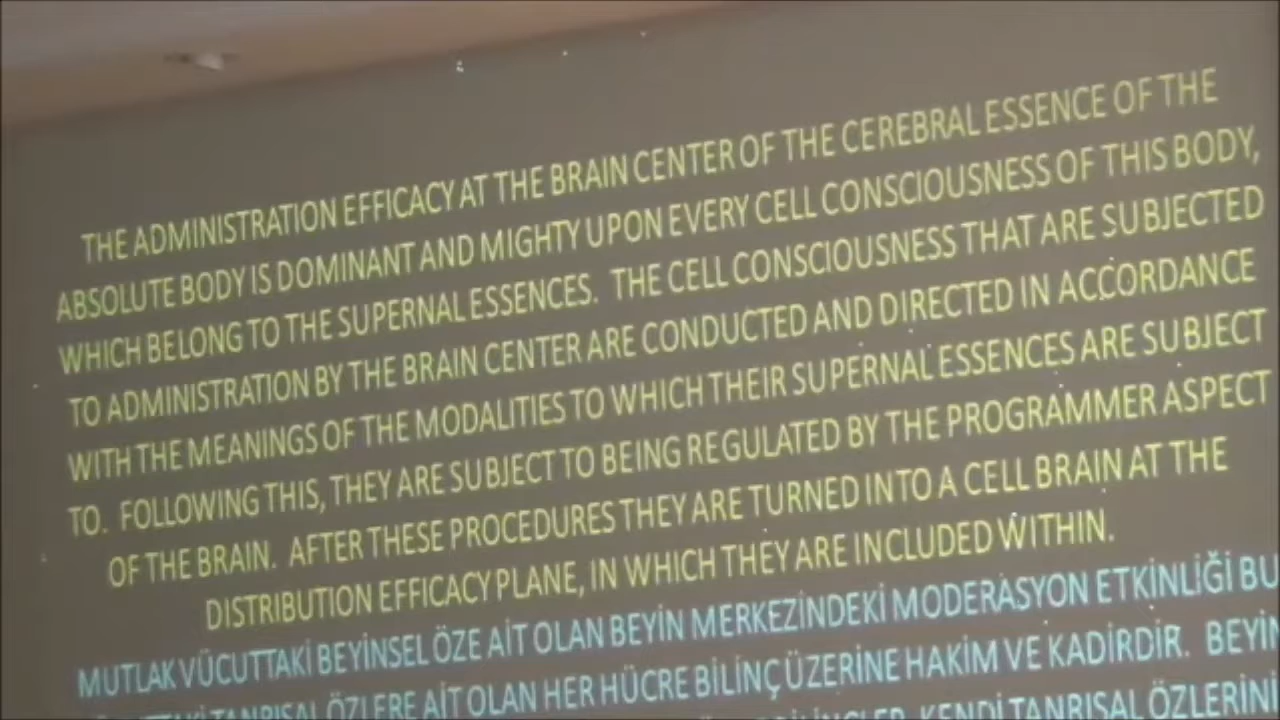 THE ADMINISTRATION EFFICACY AT THE BRAIN CENTER OF THE CEREBRAL ESSENCE OF THE
ABSOLUTE BODY IS DOMINANT AND MIGHTY UPON EVERY CELL CONSCIOUSNESS OF THIS BODY,
WHICH BELONG TO THE SUPERNAL ESSENCES. THE CELL CONSCIOUSNESS THAT ARE SUBJECTED
TO ADMINISTRATION BY THE BRAIN CENTER ARE CONDUCTED AND DIRECTED IN ACCORDANCE
WITH THE MEANINGS OF THE MODALITIES TO WHICH THEIR SUPERNAL ESSENCES ARE SUBJECT
TO. FOLLOWING THIS, THEY ARE SUBJECT TO BEING REGULATED BY THE PROGRAMMER ASPECT
OF THE BRAIN. AFTER THESE PROCEDURES THEY ARE TURNED INTO A CELL BRAIN AT THE
DISTRIBUTION EFFICACY PLANE, IN WHICH THEY ARE INCLUDED WITHIN.
MUTLAK VÜCUTTAKİ BEYİNSEL ÖZE AİT OLAN BEYİN MERKEZİNDEKİ MODERASYON ETKİNLİĞİ BU
TANRISAL ÖZLERE AİT OLAN HER HÜCRE BİLİNÇ ÜZERİNE HAKİM VE KADİRDİR. BEYİN
KENDİ TANRISAL ÖZLERİNİ